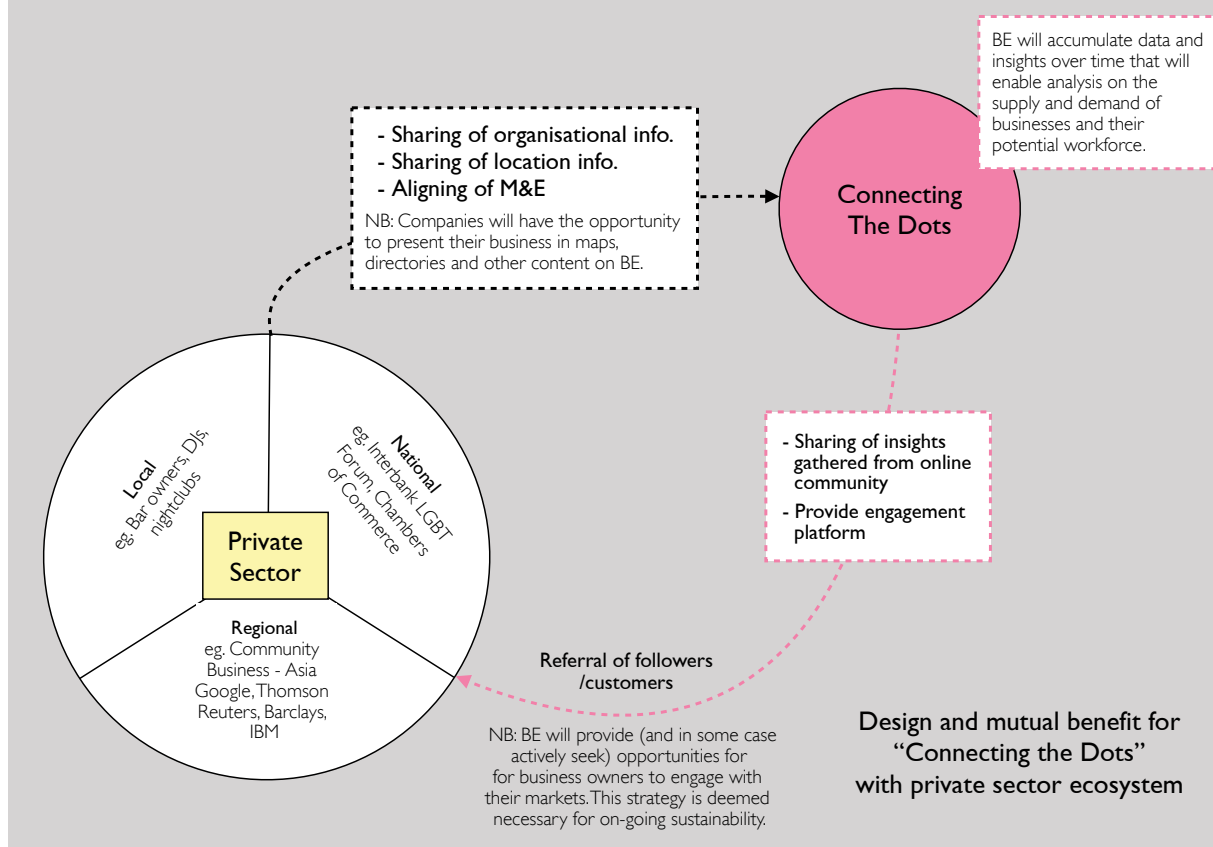 BE will accumulate data and
insights over time that will
enable analysis on the
supply and demand of
businesses and their
potential workforce.
- Sharing of organisational info.
- Sharing of location info.
- Aligning of M&E
NB: Companies will have the opportunity
to present their business in maps,
directories and other content on BE.
Connecting
The Dots
Local
eg. Bar owners, DJs,
nightclubs
National
eg. Interbank LGBT
Forum, Chambers
of Commerce
Private
Sector
Regional
eg. Community
Business - Asia
Google, Thomson
Reuters, Barclays,
IBM
- Sharing of insights
gathered from online
community
- Provide engagement
platform
Referral of followers
/customers
NB: BE will provide (and in some case
actively seek) opportunities for
for business owners to engage with
their markets. This strategy is deemed
necessary for on-going sustainability.
Design and mutual benefit for
“Connecting the Dots”
with private sector ecosystem